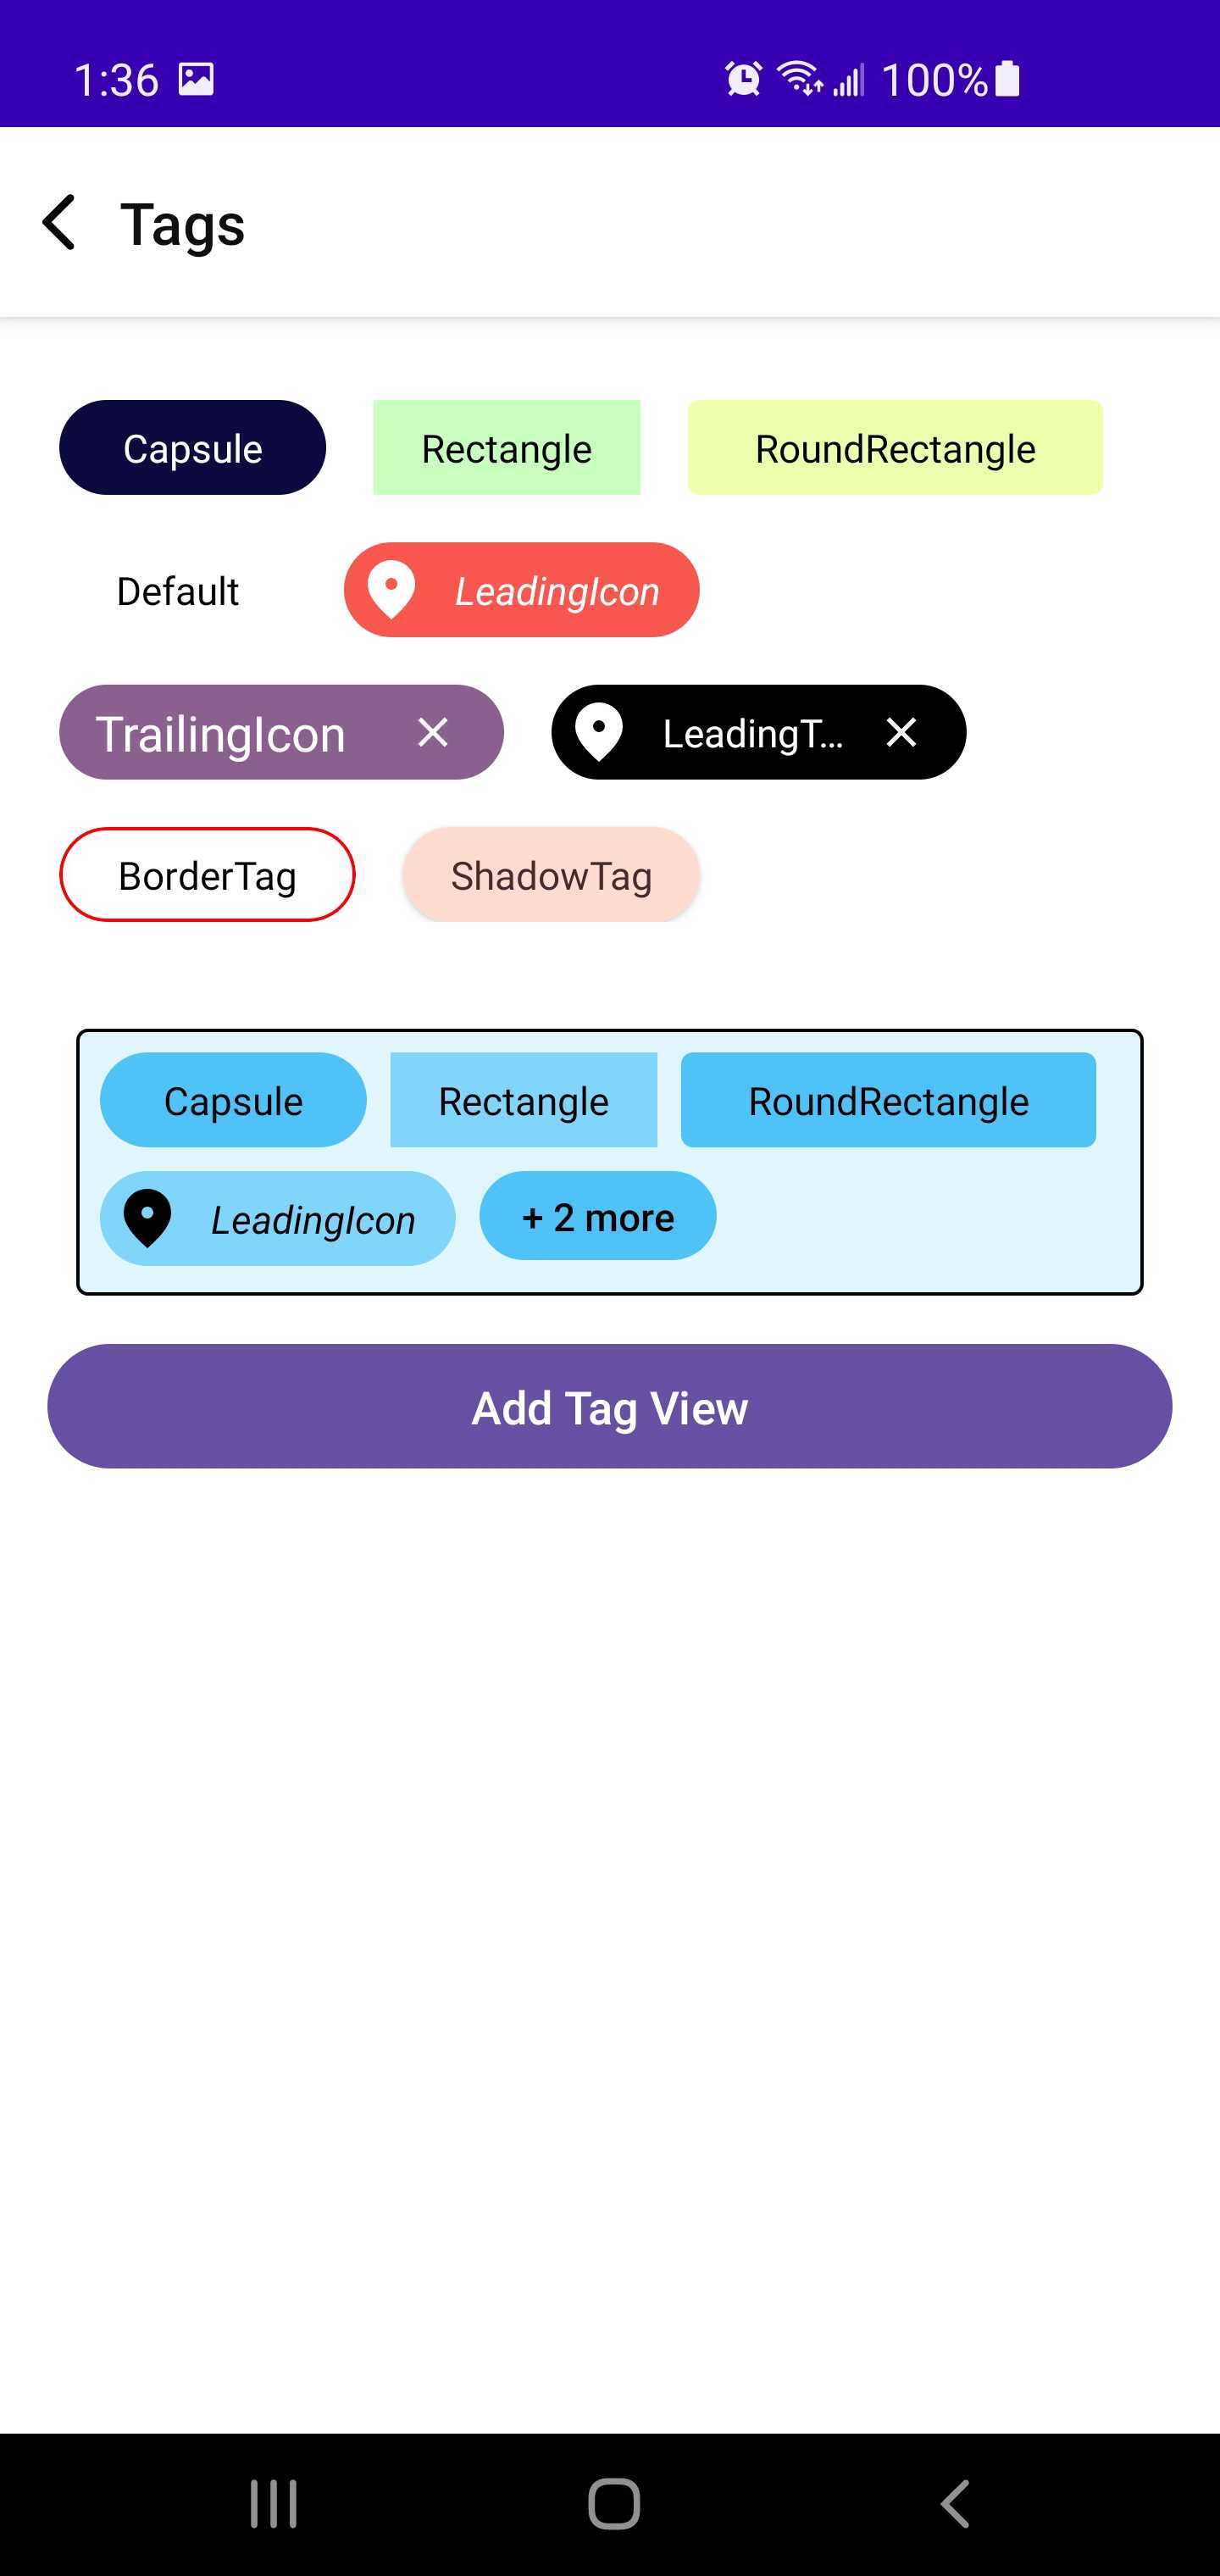 1:36 100%
Tags
Capsule Rectangle RoundRectangle
Default LeadingIcon
TrailingIcon LeadingT...
BorderTag ShadowTag
Capsule Rectangle RoundRectangle
LeadingIcon + 2 more
Add Tag View